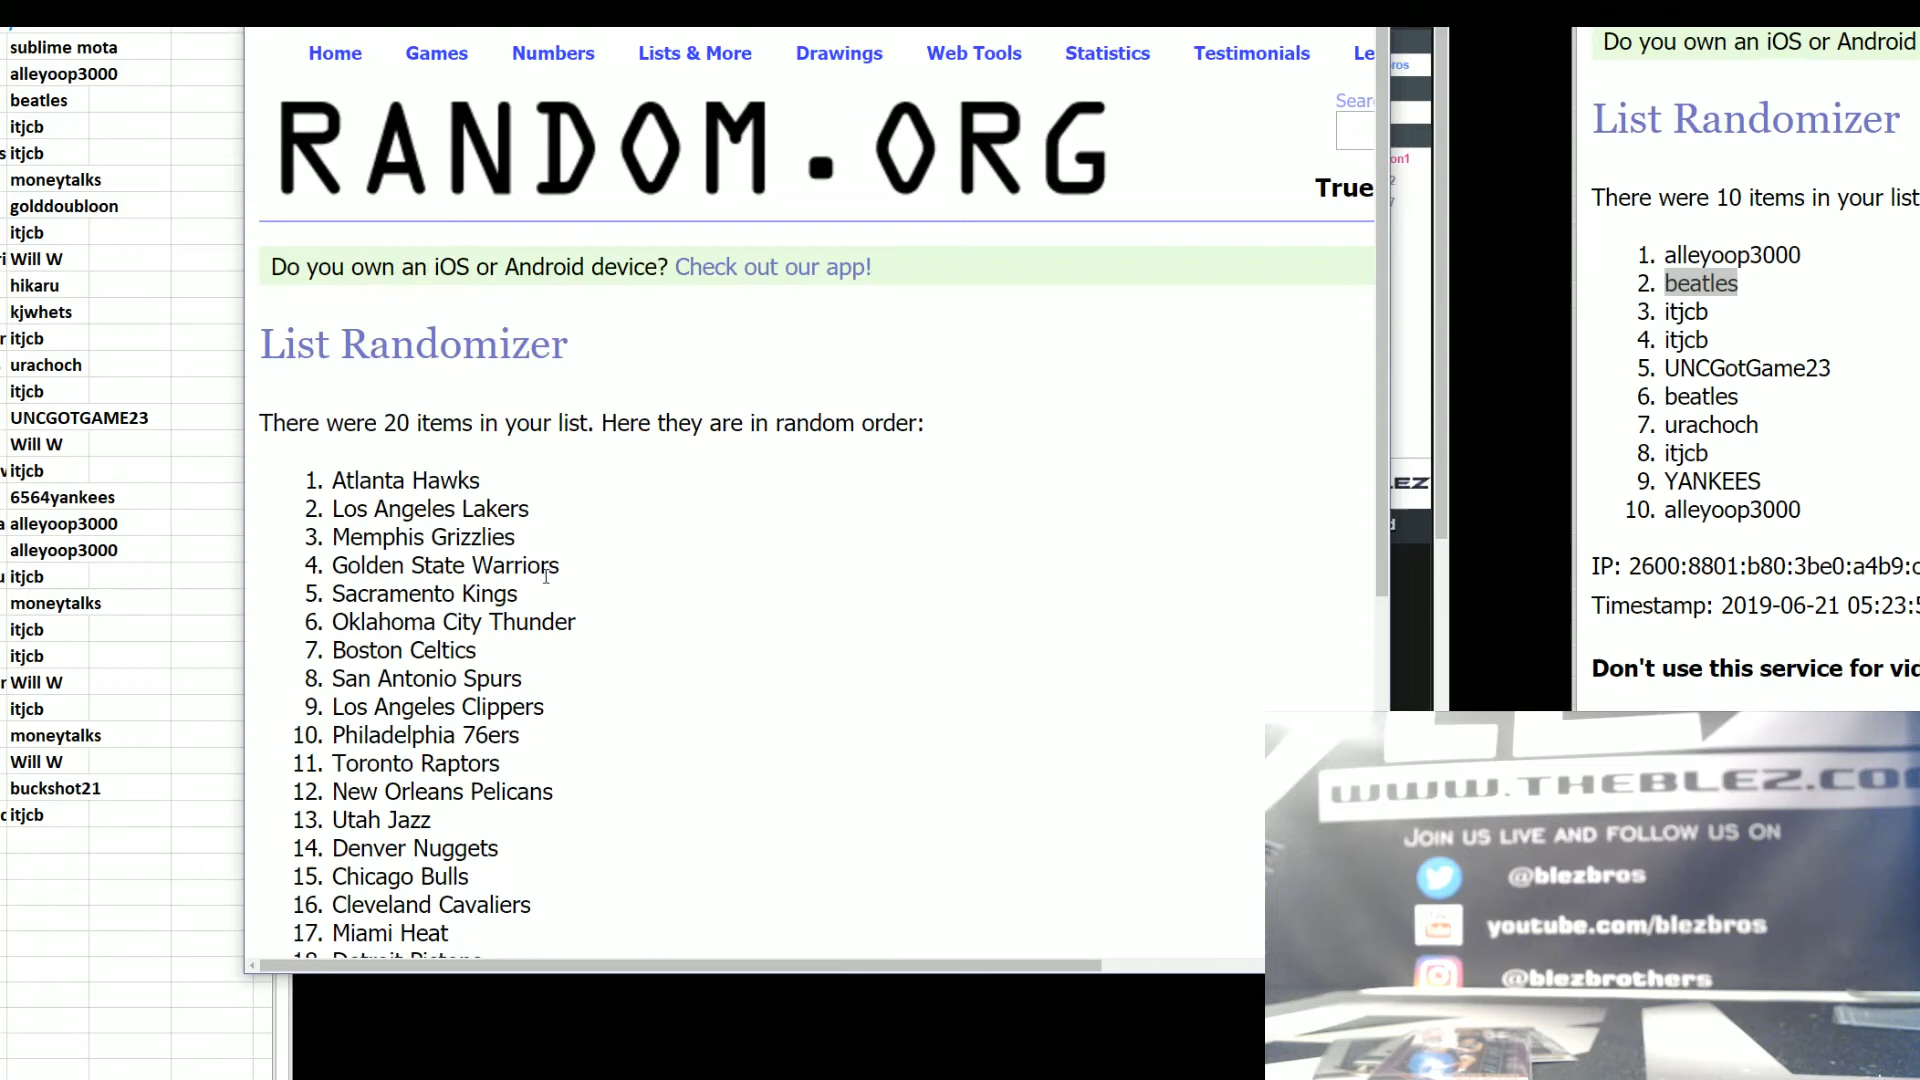 sublime mota
alleyoop3000
beatles
itjcb
s itjcb
moneytalks
golddoubloon
itjcb
Will W
hikaru
kjwhets
itjcb
urachoch
itjcb
UNCGOTGAME23
Will W
itjcb
6564yankees
a alleyoop3000
alleyoop3000
u itjcb
moneytalks
itjcb
itjcb
Will W
itjcb
moneytalks
Will W
buckshot21
itjcb
Home Games Numbers Lists & More Drawings Web Tools Statistics Testimonials Le
RANDOM.ORG
Sear
True
Do you own an iOS or Android device? Check out our app!
List Randomizer
There were 20 items in your list. Here they are in random order:
1. Atlanta Hawks
2. Los Angeles Lakers
3. Memphis Grizzlies
4. Golden State Warriors
5. Sacramento Kings
6. Oklahoma City Thunder
7. Boston Celtics
8. San Antonio Spurs
9. Los Angeles Clippers
10. Philadelphia 76ers
11. Toronto Raptors
12. New Orleans Pelicans
13. Utah Jazz
14. Denver Nuggets
15. Chicago Bulls
16. Cleveland Cavaliers
17. Miami Heat
18. Detroit Pistons
ros
on1
LEZ
d
Do you own an iOS or Android
List Randomizer
There were 10 items in your list
1. alleyoop3000
2. beatles
3. itjcb
4. itjcb
5. UNCGotGame23
6. beatles
7. urachoch
8. itjcb
9. YANKEES
10. alleyoop3000
IP: 2600:8801:b80:3be0:a4b9:c
Timestamp: 2019-06-21 05:23:5
Don't use this service for vid
WWW.THEBLEZ.CO
JOIN US LIVE AND FOLLOW US ON
@blezbros
youtube.com/blezbros
@blezbrothers